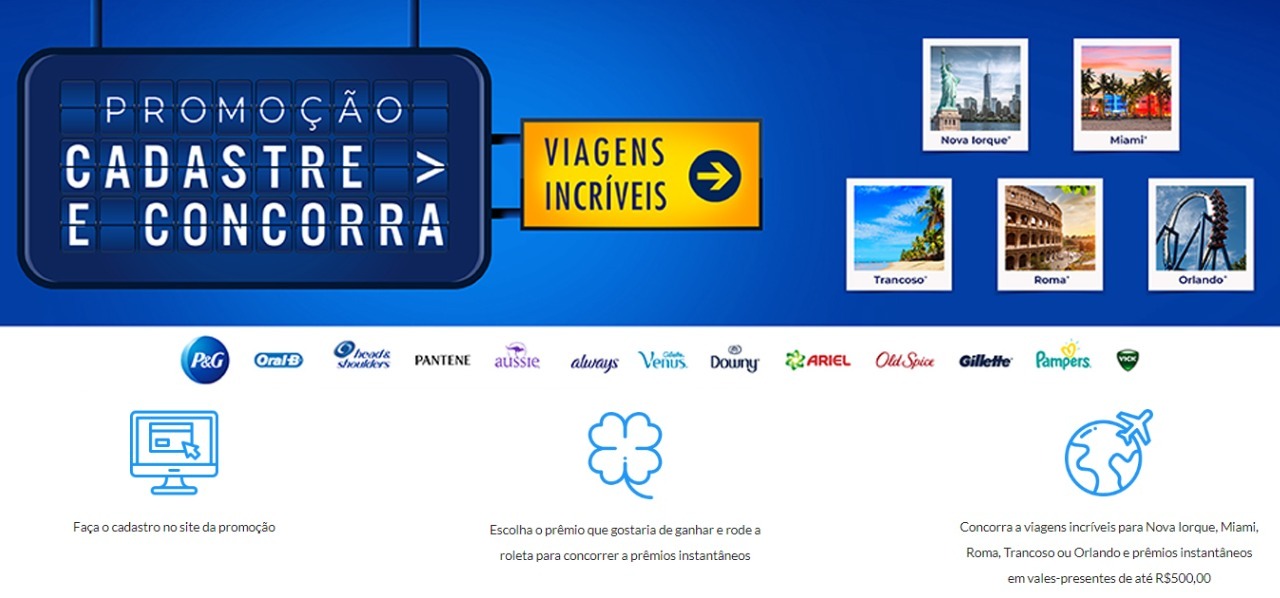 PROMOÇÃO
CADASTRE >
E CONCORRA
VIAGENS
INCRÍVEIS
Nova Iorque*
Miami*
Trancoso*
Roma*
Orlando*
P&G
Oral-B
head&
shoulders
PANTENE
aussie
always
Gillette
Venus
Downy
ARIEL
Old Spice
Gillette
Pampers
VICK
Faça o cadastro no site da promoção
Escolha o prêmio que gostaria de ganhar e rode a
roleta para concorrer a prêmios instantâneos
Concorra a viagens incríveis para Nova Iorque, Miami,
Roma, Trancoso ou Orlando e prêmios instantâneos
em vales-presentes de até R$500,00